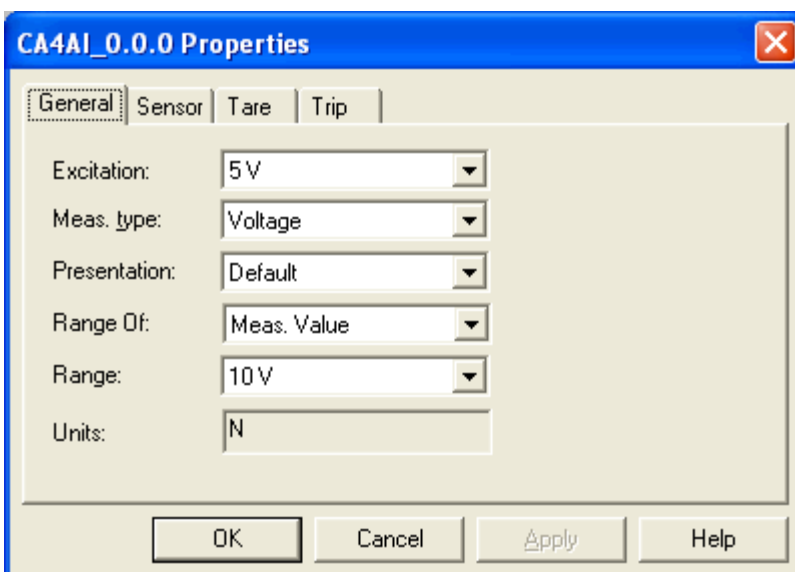 CA4AI_0.0.0 Properties
General Sensor Tare Trip
Excitation: 5 V
Meas. type: Voltage
Presentation: Default
Range Of: Meas. Value
Range: 10 V
Units: N
OK Cancel Apply Help